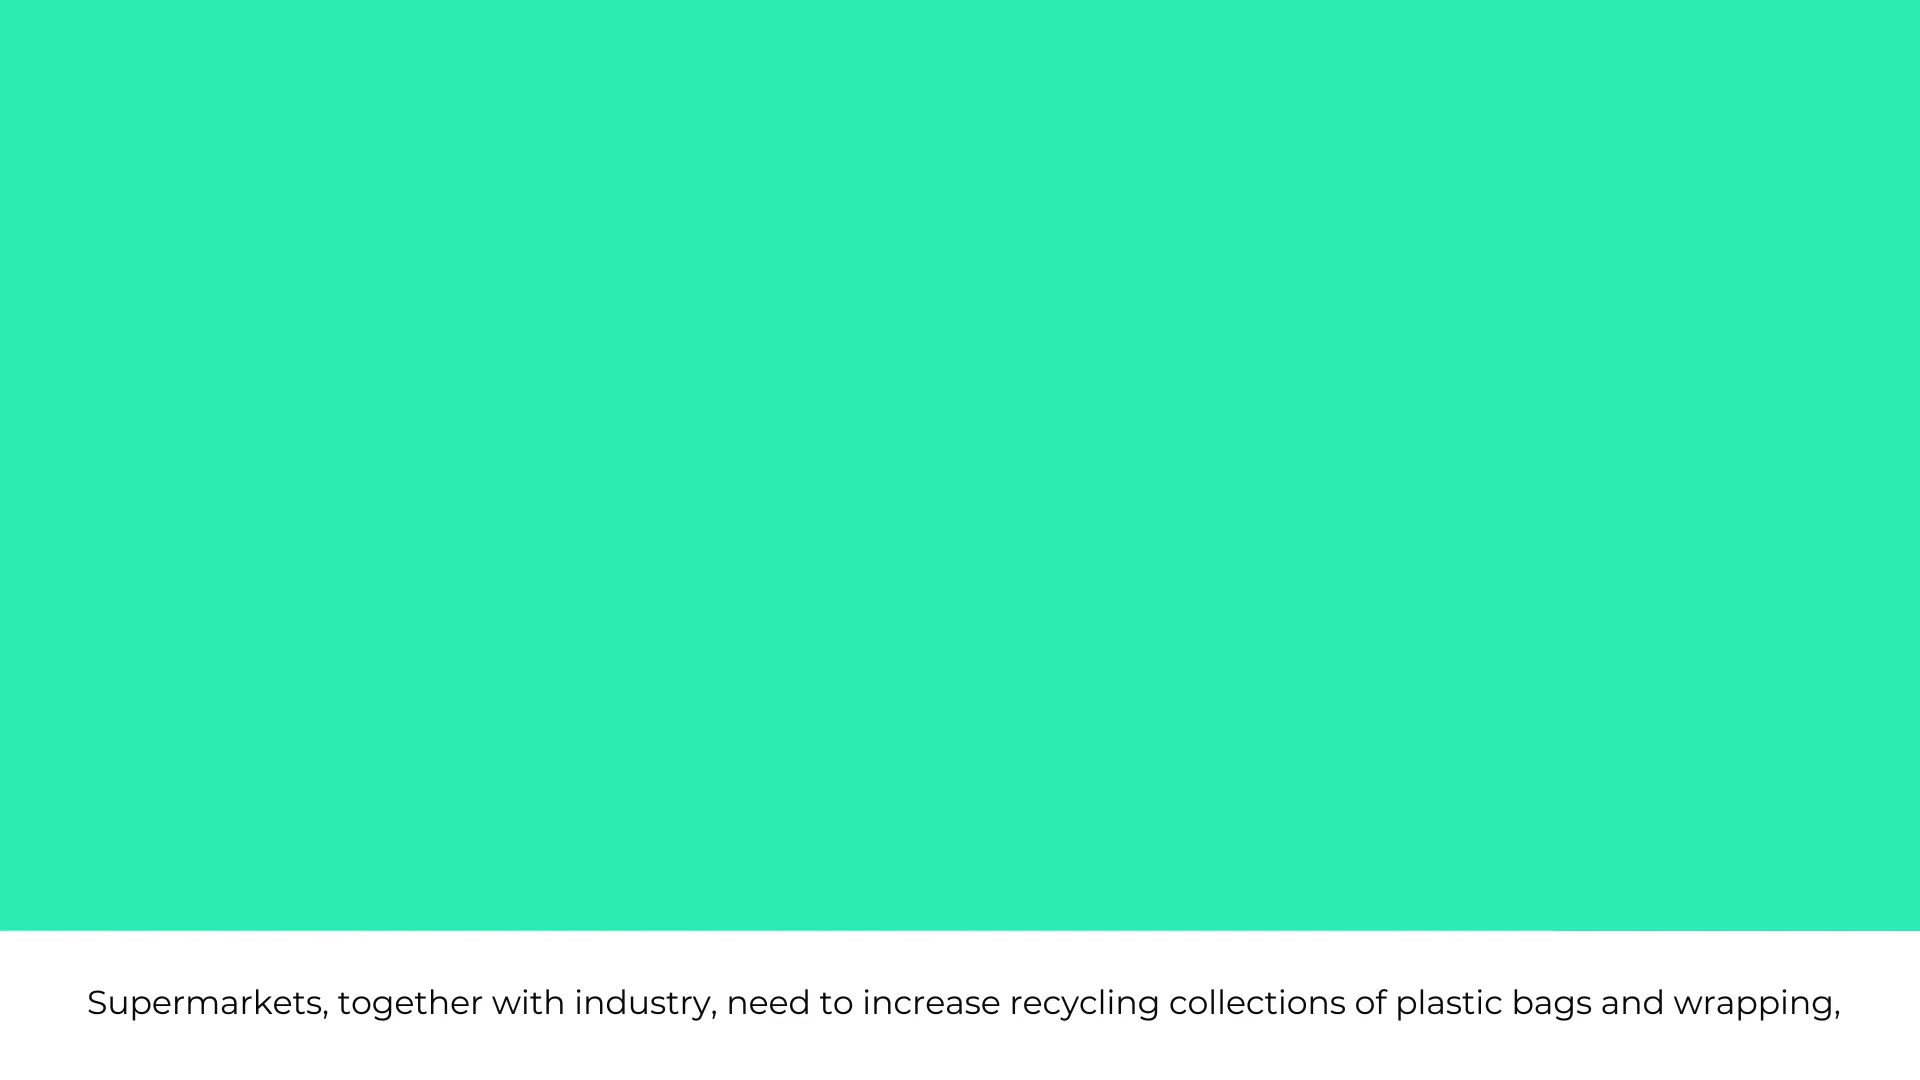 Supermarkets, together with industry, need to increase recycling collections of plastic bags and wrapping,